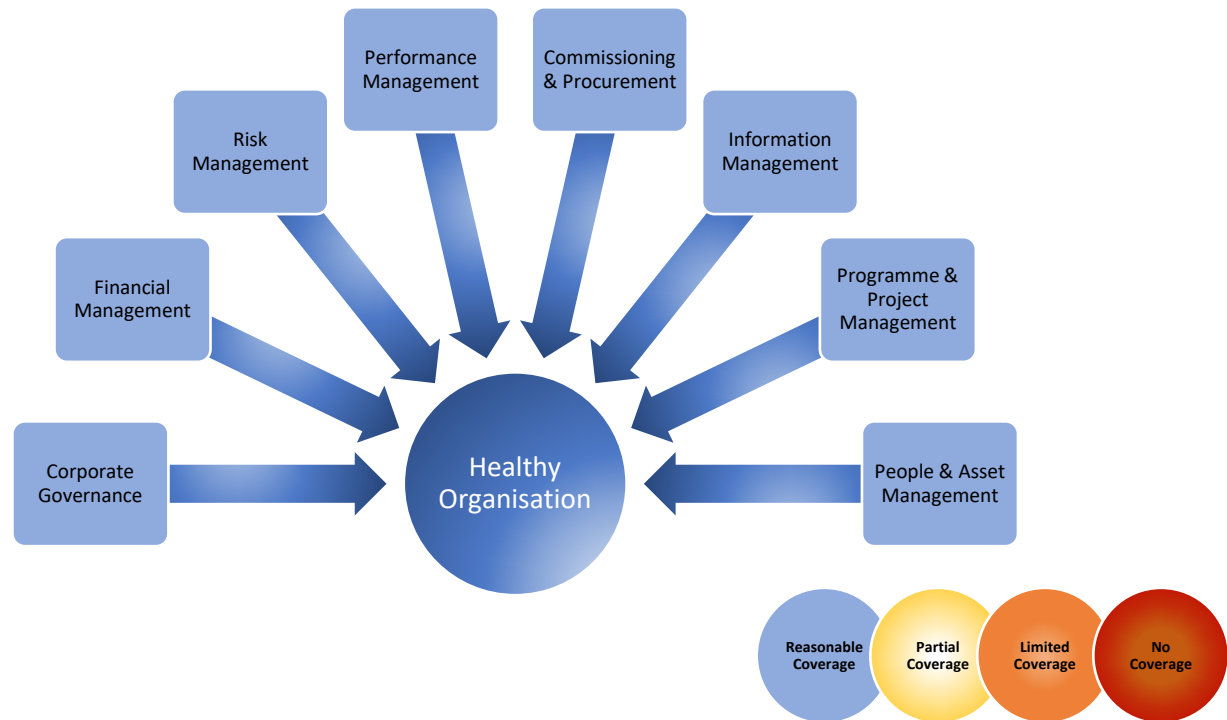 Performance
Management
Commissioning
& Procurement
Risk
Management
Information
Management
Financial
Management
Programme &
Project
Management
Corporate
Governance
Healthy
Organisation
People & Asset
Management
Reasonable
Coverage
Partial
Coverage
Limited
Coverage
No
Coverage